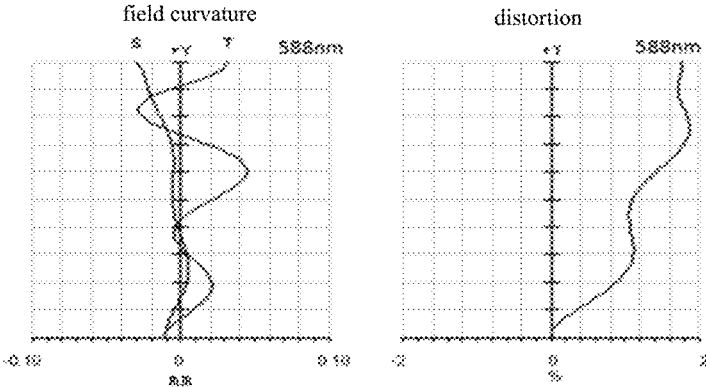 field curvature
S +Y T 588nm
-0.10 0 0.10
mm
distortion
+Y 588nm
-2 0 2
%